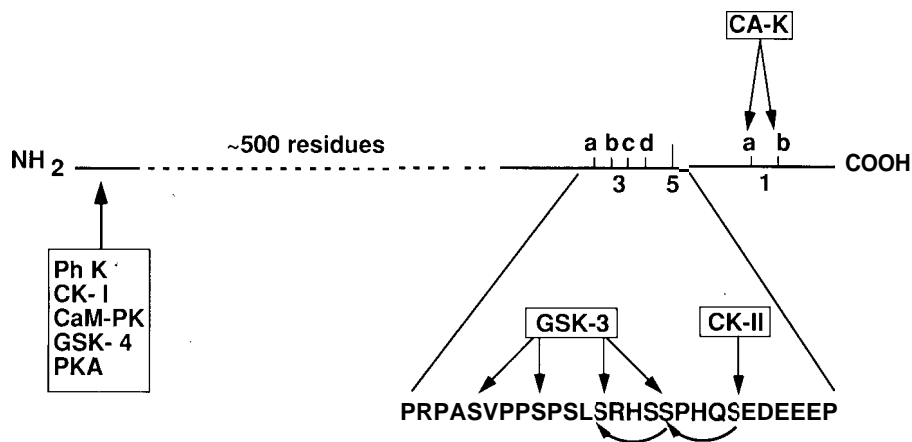 CA-K
~500 residues
a b c d
a b
NH2
COOH
3 5 1
Ph K
CK- I
CaM-PK
GSK- 4
PKA
GSK-3
CK-II
PRPASVPPSPSLSRHSSPHQSEDEEEP